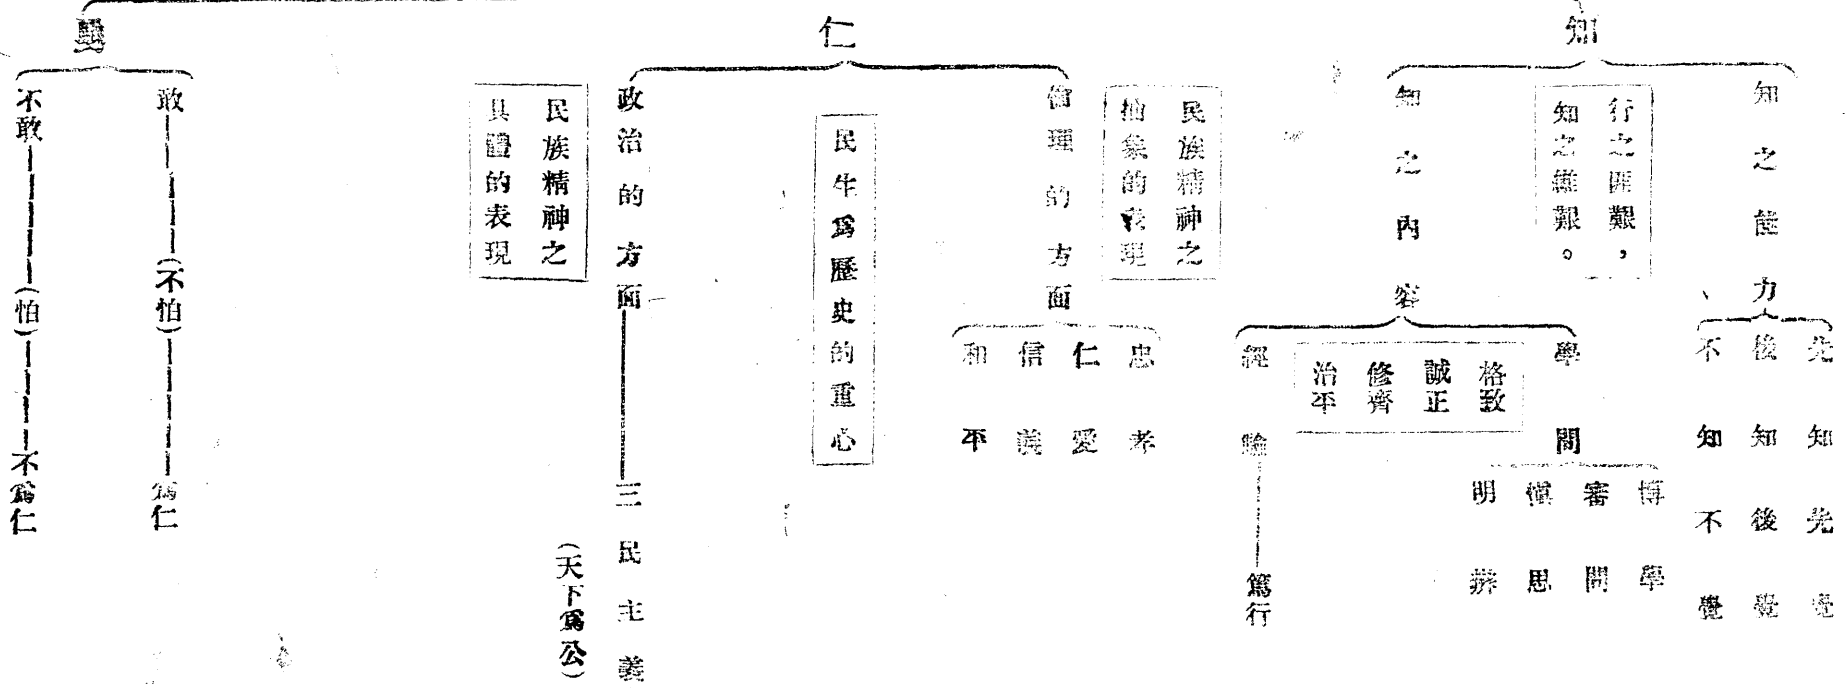 知
知之能力
先知先覺
後知後覺
不知不覺
行之匪艱，
知之維艱。
知之內容
學問
博學
審問
慎思
明辨
格致
誠正
修齊
治平
經驗
篤行
仁
民族精神之
抽象的表現
倫理的方面
忠孝
仁愛
信義
和平
民生爲歷史的重心
政治的方面
三民主義
（天下爲公）
民族精神之
具體的表現
勇
敢
（不怕）
爲仁
不敢
（怕）
不爲仁